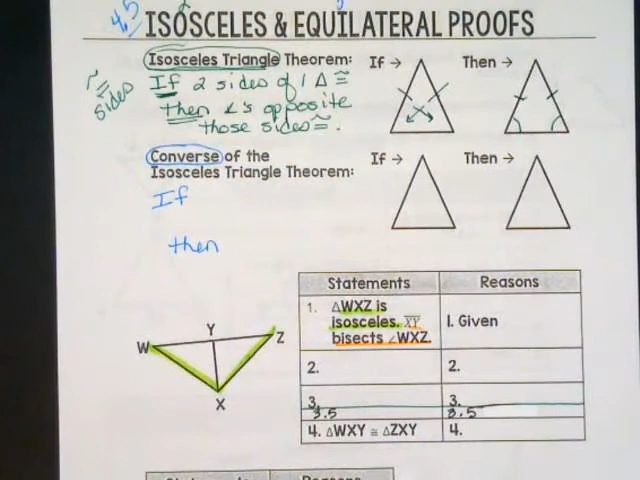 4.5
ISOSCELES & EQUILATERAL PROOFS
Isosceles Triangle Theorem: If → Then →
≅ sides
If 2 sides of 1 △ ≅
then ∠'s opposite
those sides ≅.
Converse of the
Isosceles Triangle Theorem: If → Then →
If
then
Statements Reasons
1. △WXZ is
isosceles. XY
bisects ∠WXZ.
1. Given
2. 2.
3. 3.
3.5 3.5
4. △WXY ≅ △ZXY 4.
W
Y
Z
X